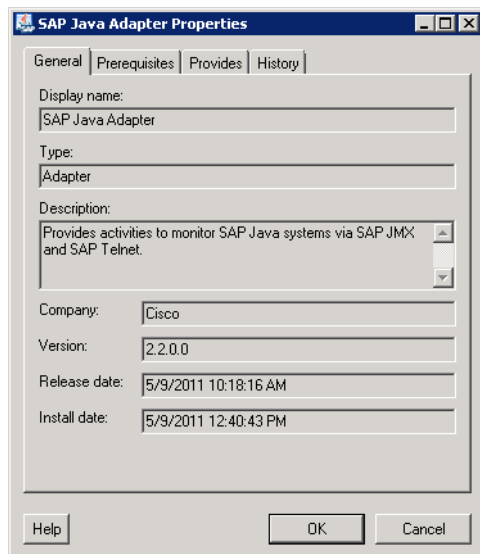 SAP Java Adapter Properties
General Prerequisites Provides History
Display name:
SAP Java Adapter
Type:
Adapter
Description:
Provides activities to monitor SAP Java systems via SAP JMX
and SAP Telnet.
Company: Cisco
Version: 2.2.0.0
Release date: 5/9/2011 10:18:16 AM
Install date: 5/9/2011 12:40:43 PM
Help OK Cancel